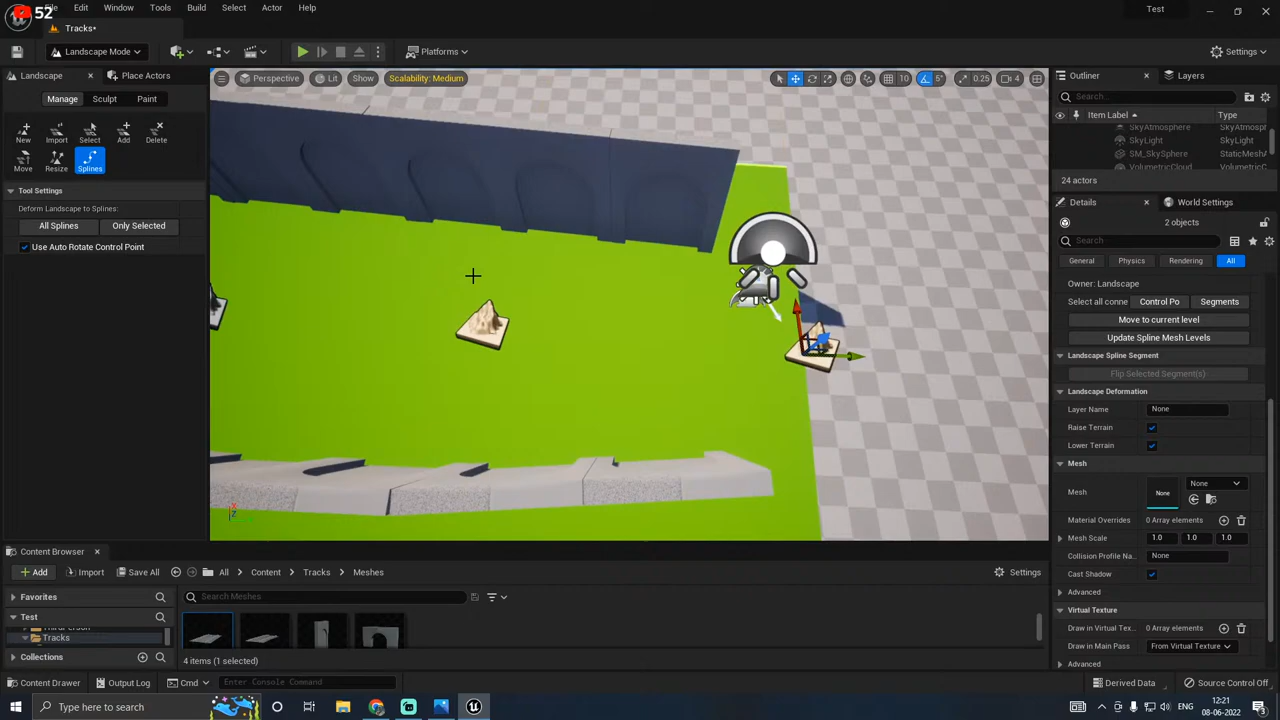 52
File Edit Window Tools Build Select Actor Help
Test
Tracks•
Landscape Mode
Platforms
Settings
Landscape
Place Actors
Perspective Lit Show Scalability: Medium
10 5° 0.25 4
Outliner
Layers
Manage Sculpt Paint
Search...
Item Label Type
New Import Select Add Delete
SkyAtmosphere SkyAtmosphere
SkyLight SkyLight
SM_SkySphere StaticMeshA
VolumetricCloud VolumetricC
Move Resize Splines
24 actors
Tool Settings
Deform Landscape to Splines:
All Splines Only Selected
Use Auto Rotate Control Point
Details
World Settings
2 objects
Search
General Physics Rendering All
Owner: Landscape
Select all conne Control Po Segments
Move to current level
Update Spline Mesh Levels
Landscape Spline Segment
Flip Selected Segment(s)
Landscape Deformation
Layer Name None
Raise Terrain
Lower Terrain
Mesh
Mesh None None
Material Overrides 0 Array elements
Mesh Scale 1.0 1.0 1.0
Collision Profile Na None
Cast Shadow
Advanced
Virtual Texture
Draw in Virtual Tex 0 Array elements
Draw in Main Pass From Virtual Texture
Advanced
X
Z
Content Browser
Add Import Save All All Content Tracks Meshes Settings
Favorites
Search Meshes
Test
Tracks
Collections
4 items (1 selected)
Content Drawer Output Log Cmd Enter Console Command Derived Data Source Control Off
Type here to search
ENG 12:21
08-06-2022